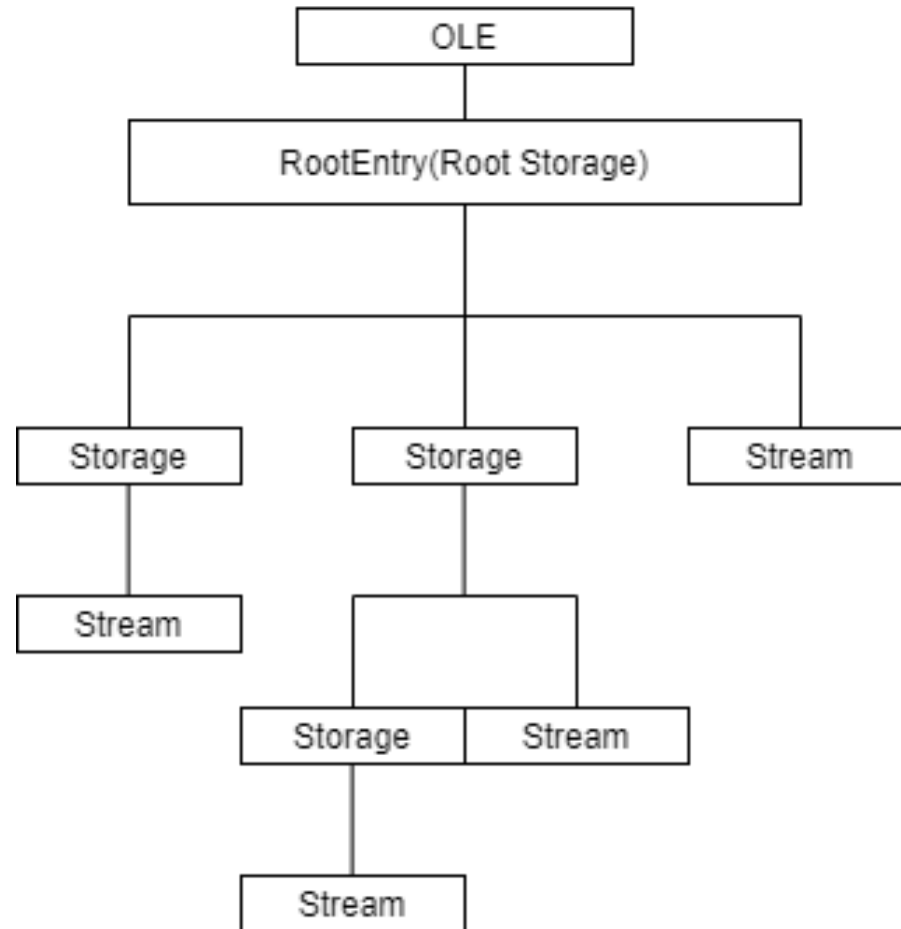 OLE
RootEntry(Root Storage)
Storage
Storage
Stream
Stream
Storage
Stream
Stream